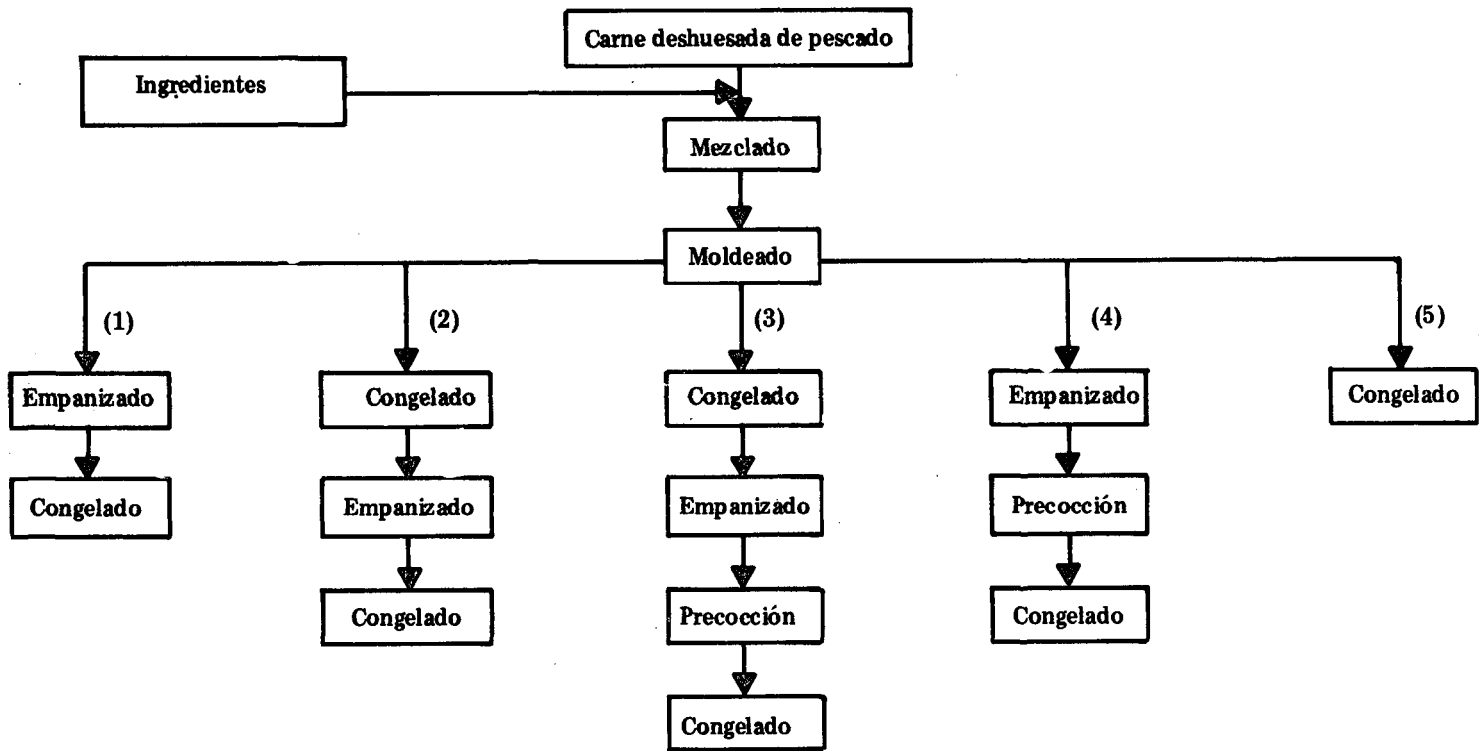 Carne deshuesada de pescado
Ingredientes
Mezclado
Moldeado
(1)
(2)
(3)
(4)
(5)
Empanizado
Congelado
Congelado
Empanizado
Congelado
Congelado
Empanizado
Empanizado
Precocción
Congelado
Precocción
Congelado
Congelado